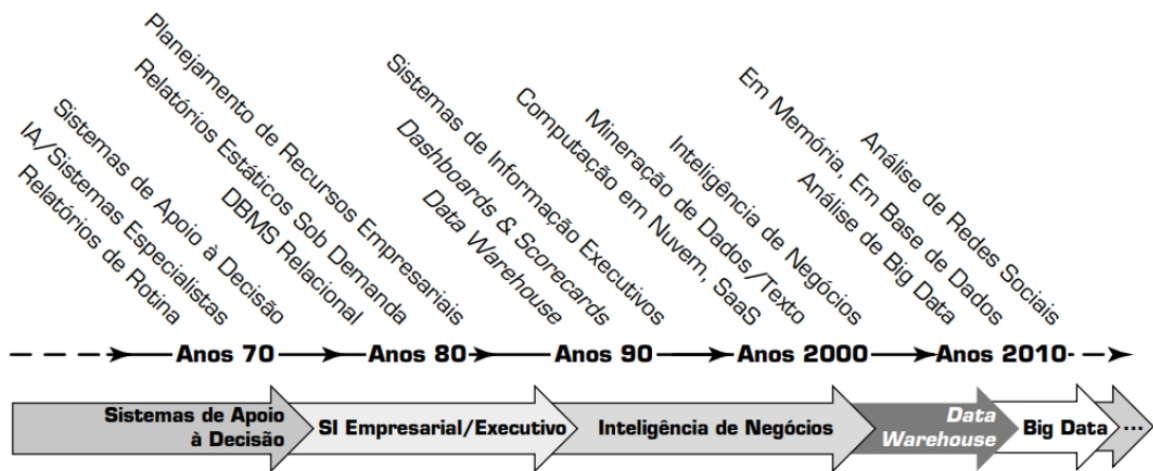 Relatórios de Rotina
IA/Sistemas Especialistas
Sistemas de Apoio à Decisão
DBMS Relacional
Relatórios Estáticos Sob Demanda
Planejamento de Recursos Empresariais
Data Warehouse
Dashboards & Scorecards
Sistemas de Informação Executivos
Computação em Nuvem, SaaS
Mineração de Dados/Texto
Inteligência de Negócios
Análise de Big Data
Em Memória, Em Base de Dados
Análise de Redes Sociais
Anos 70
Anos 80
Anos 90
Anos 2000
Anos 2010
Sistemas de Apoio
à Decisão
SI Empresarial/Executivo
Inteligência de Negócios
Data
Warehouse
Big Data
...